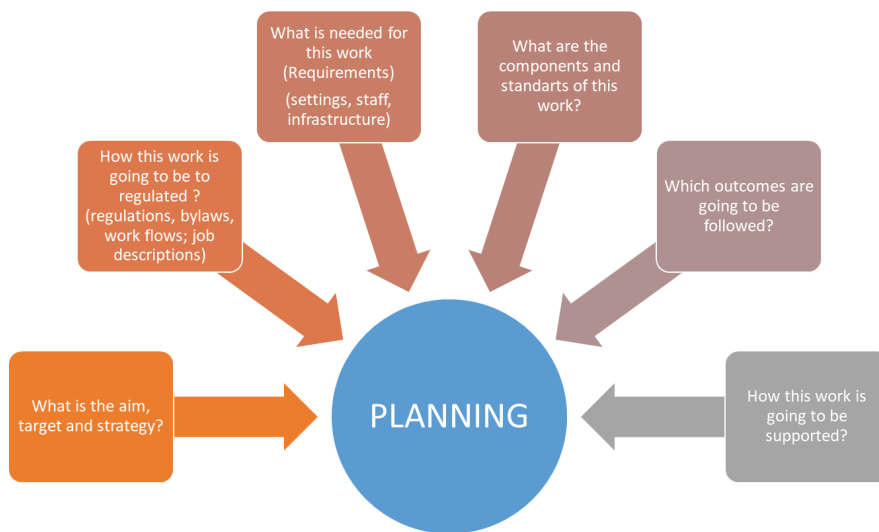 What is needed for
this work
(Requirements)
(settings, staff,
infrastructure)
What are the
components and
standarts of this
work?
How this work is
going to be to
regulated ?
(regulations, bylaws,
work flows; job
descriptions)
Which outcomes are
going to be
followed?
What is the aim,
target and strategy?
PLANNING
How this work is
going to be
supported?